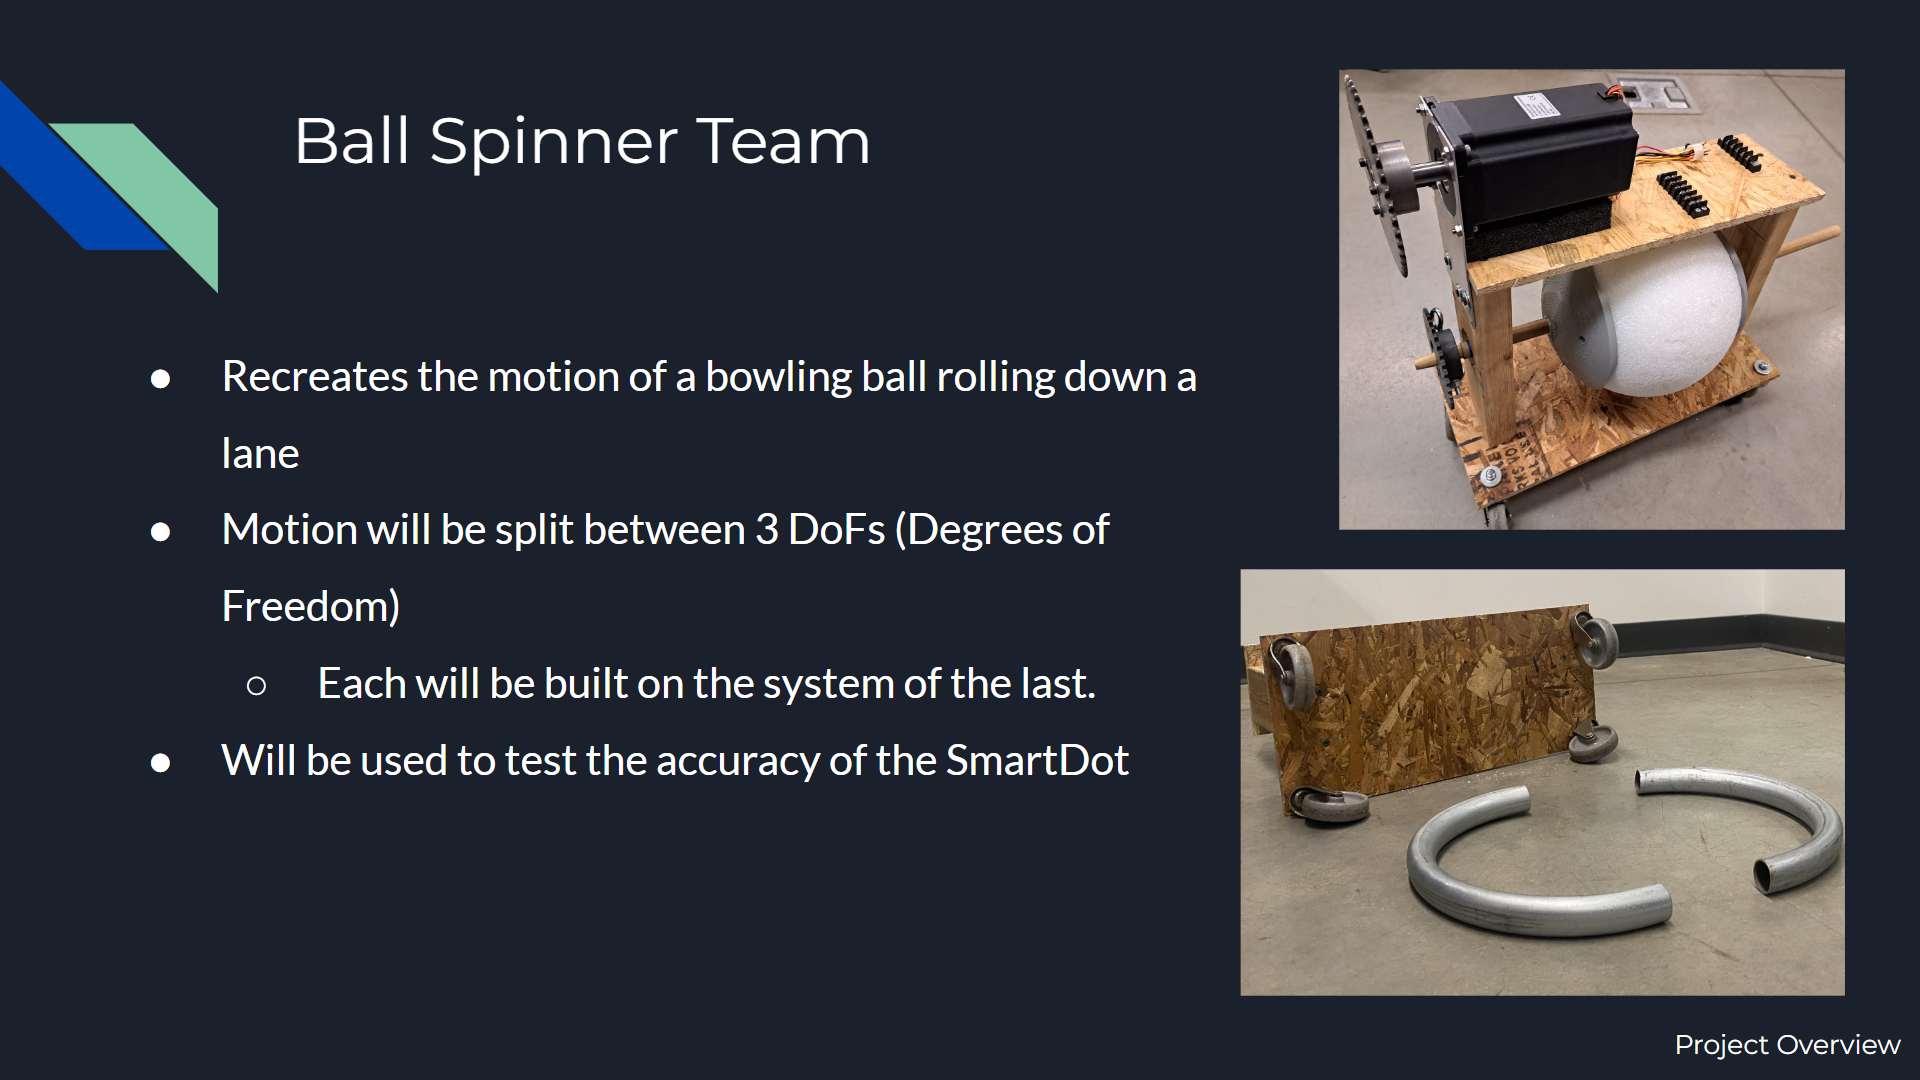 Ball Spinner Team
● Recreates the motion of a bowling ball rolling down a
lane
● Motion will be split between 3 DoFs (Degrees of
Freedom)
○ Each will be built on the system of the last.
● Will be used to test the accuracy of the SmartDot
Project Overview